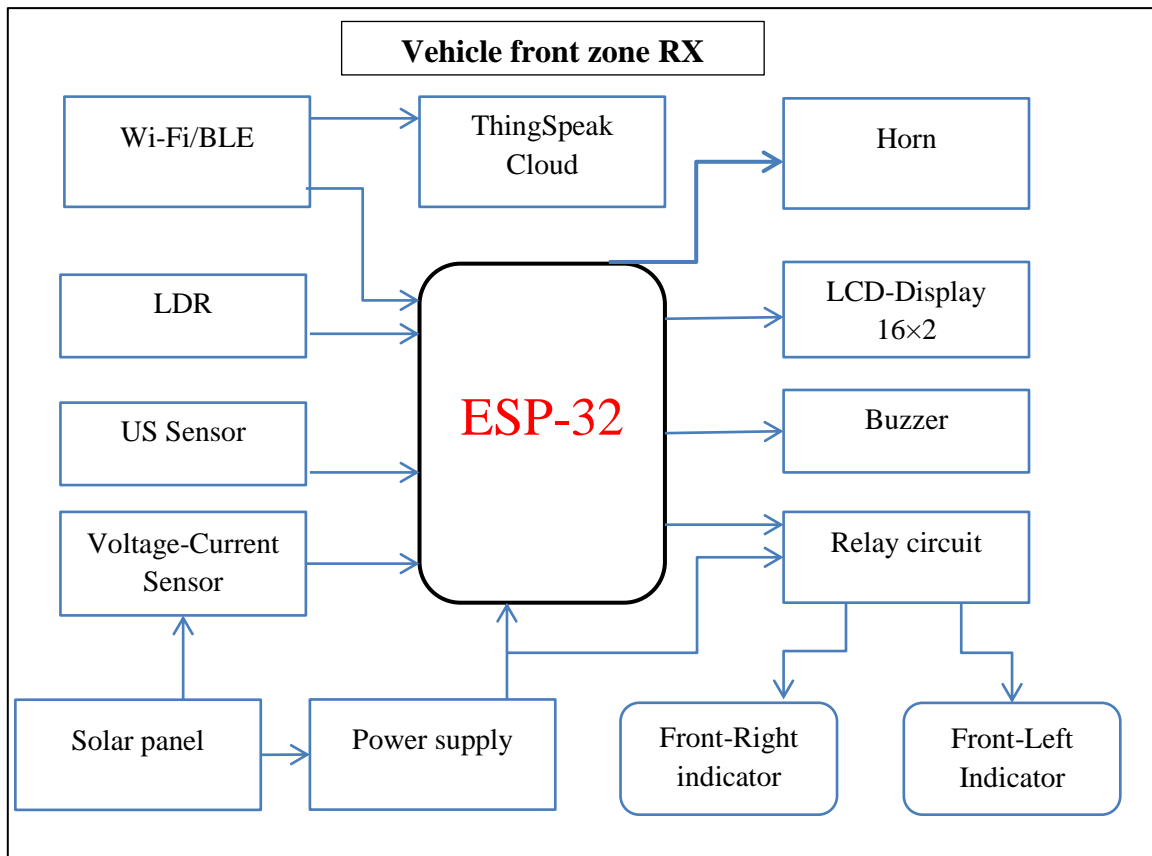 Vehicle front zone RX
Wi-Fi/BLE
ThingSpeak
Cloud
Horn
LDR
LCD-Display
16×2
ESP-32
US Sensor
Buzzer
Voltage-Current
Sensor
Relay circuit
Solar panel
Power supply
Front-Right
indicator
Front-Left
Indicator